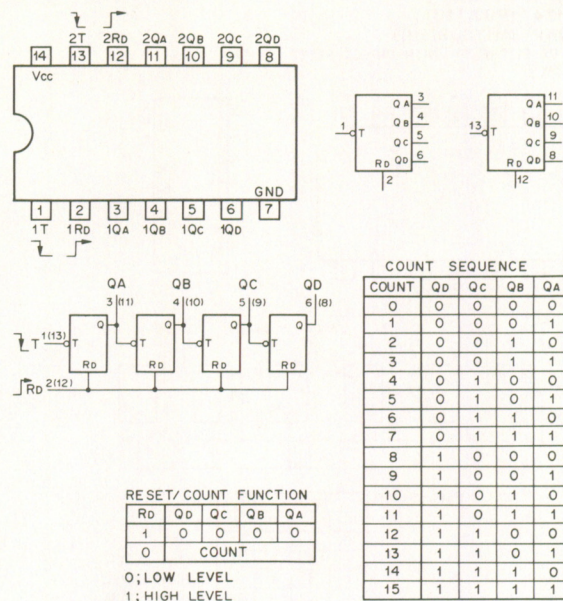 2T 2RD 2QA 2QB 2QC 2QD
14 13 12 11 10 9 8
Vcc
GND
1 2 3 4 5 6 7
1T 1RD 1QA 1QB 1QC 1QD
1 T
QA 3
QB 4
QC 5
RD QD 6
2
13 T
QA 11
QB 10
QC 9
RD QD 8
12
QA QB QC QD
3 (11) 4 (10) 5 (9) 6 (8)
Q Q Q Q
T 1(13) T T T T
RD RD RD RD
RD 2(12)
COUNT SEQUENCE
COUNT QD QC QB QA
0 0 0 0 0
1 0 0 0 1
2 0 0 1 0
3 0 0 1 1
4 0 1 0 0
5 0 1 0 1
6 0 1 1 0
7 0 1 1 1
8 1 0 0 0
9 1 0 0 1
10 1 0 1 0
11 1 0 1 1
12 1 1 0 0
13 1 1 0 1
14 1 1 1 0
15 1 1 1 1
RESET/COUNT FUNCTION
RD QD QC QB QA
1 0 0 0 0
0 COUNT
0;LOW LEVEL
1;HIGH LEVEL